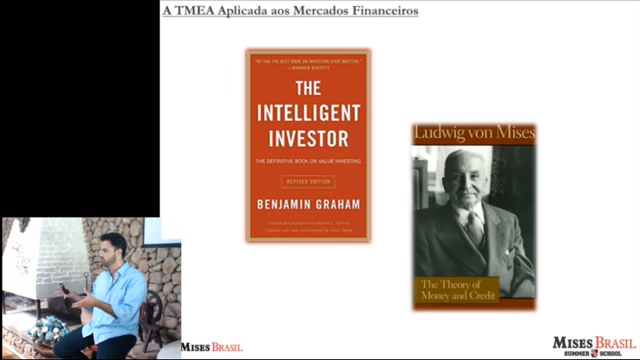 A TMEA Aplicada aos Mercados Financeiros
"BY FAR THE BEST BOOK ON INVESTING EVER WRITTEN."
—WARREN BUFFETT
THE
INTELLIGENT
INVESTOR
THE DEFINITIVE BOOK ON VALUE INVESTING
REVISED EDITION
BENJAMIN GRAHAM
Ludwig von Mises
The Theory of
Money and Credit
MISES BRASIL
MISES BRASIL
SUMMER SCHOOL